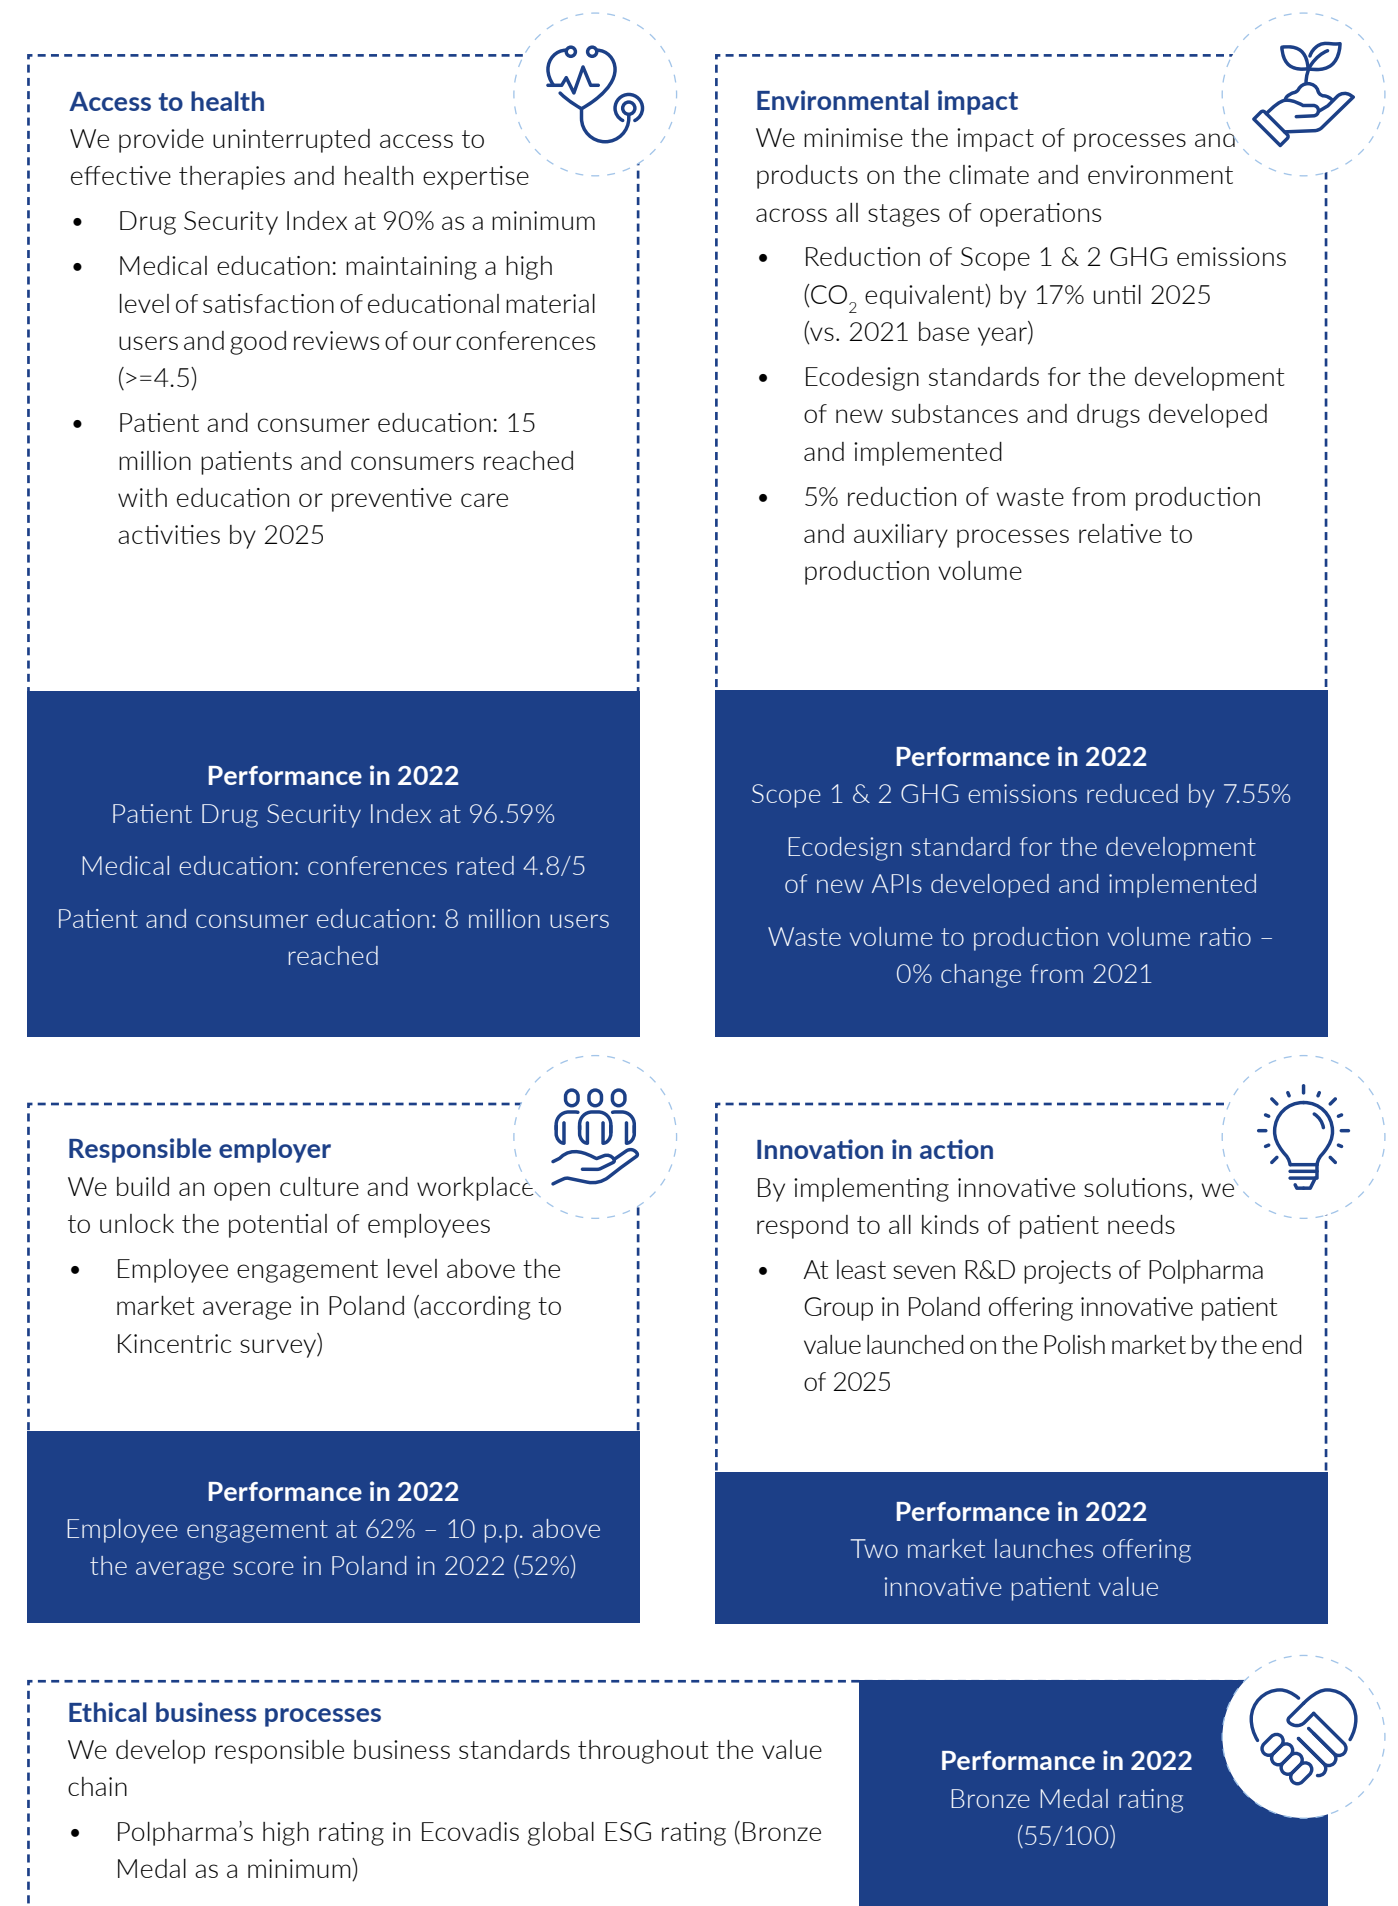 Access to health
We provide uninterrupted access to
effective therapies and health expertise
• Drug Security Index at 90% as a minimum
• Medical education: maintaining a high
level of satisfaction of educational material
users and good reviews of our conferences
(>=4.5)
• Patient and consumer education: 15
million patients and consumers reached
with education or preventive care
activities by 2025
Performance in 2022
Patient Drug Security Index at 96.59%
Medical education: conferences rated 4.8/5
Patient and consumer education: 8 million users
reached
Environmental impact
We minimise the impact of processes and
products on the climate and environment
across all stages of operations
• Reduction of Scope 1 & 2 GHG emissions
(CO₂ equivalent) by 17% until 2025
(vs. 2021 base year)
• Ecodesign standards for the development
of new substances and drugs developed
and implemented
• 5% reduction of waste from production
and auxiliary processes relative to
production volume
Performance in 2022
Scope 1 & 2 GHG emissions reduced by 7.55%
Ecodesign standard for the development
of new APIs developed and implemented
Waste volume to production volume ratio –
0% change from 2021
Responsible employer
We build an open culture and workplace
to unlock the potential of employees
• Employee engagement level above the
market average in Poland (according to
Kincentric survey)
Performance in 2022
Employee engagement at 62% – 10 p.p. above
the average score in Poland in 2022 (52%)
Innovation in action
By implementing innovative solutions, we
respond to all kinds of patient needs
• At least seven R&D projects of Polpharma
Group in Poland offering innovative patient
value launched on the Polish market by the end
of 2025
Performance in 2022
Two market launches offering
innovative patient value
Ethical business processes
We develop responsible business standards throughout the value
chain
• Polpharma’s high rating in Ecovadis global ESG rating (Bronze
Medal as a minimum)
Performance in 2022
Bronze Medal rating
(55/100)